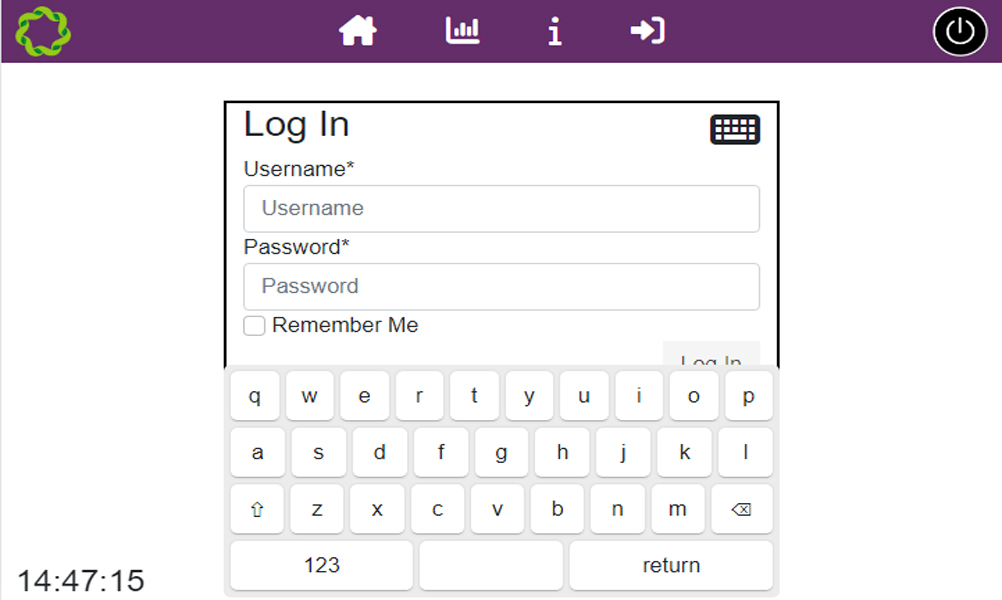 Log In
Username*
Username
Password*
Password
Remember Me
Log In
q w e r t y u i o p
a s d f g h j k l
⇧ z x c v b n m ⌫
123 return
14:47:15